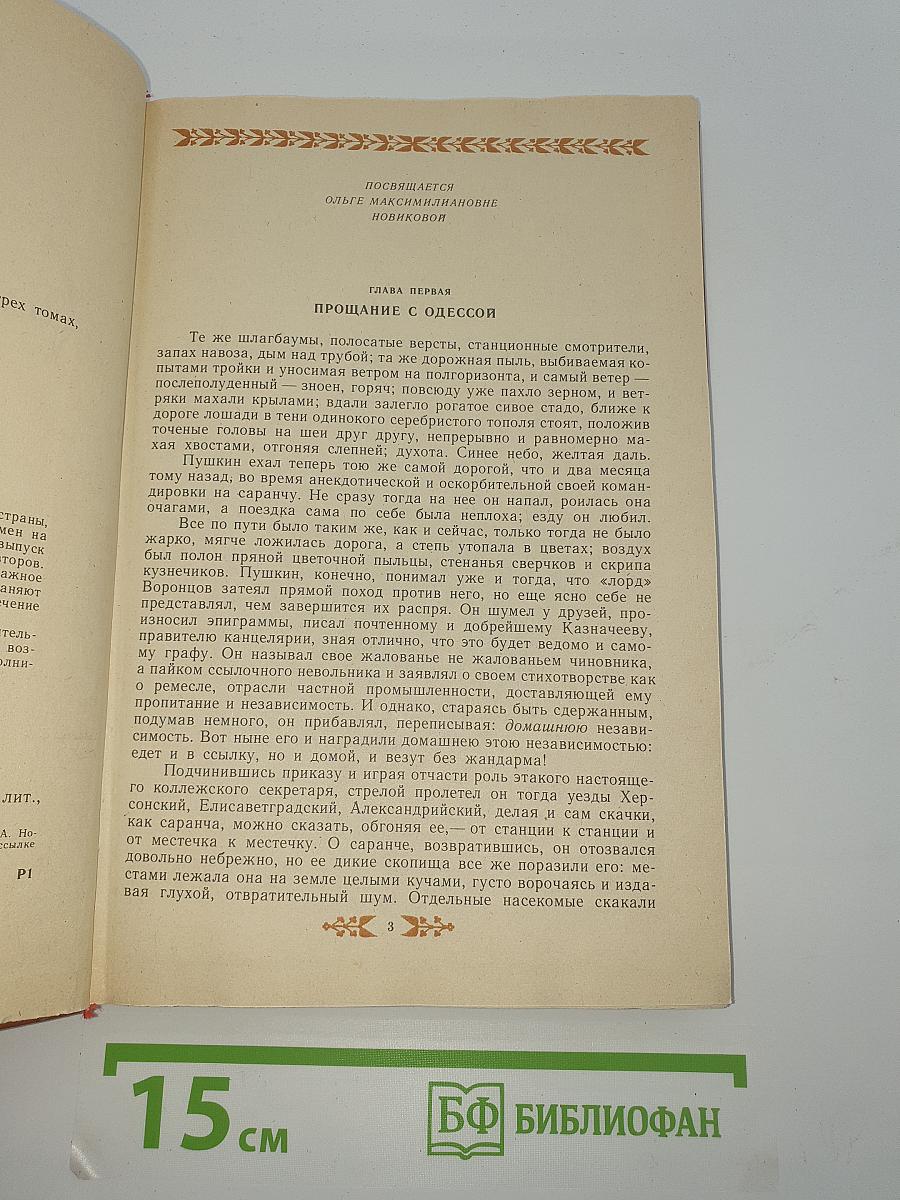 рех томах,
страны,
мен на
выпуск
второв.
ажное
аняют
ечение
тель-
воз-
олни-
лит.,
А. Но-
ссылке
Р1
ПОСВЯЩАЕТСЯ
ОЛЬГЕ МАКСИМИЛИАНОВНЕ
НОВИКОВОЙ
ГЛАВА ПЕРВАЯ
ПРОЩАНИЕ С ОДЕССОЙ
Те же шлагбаумы, полосатые версты, станционные смотрители,
запах навоза, дым над трубой; та же дорожная пыль, выбиваемая ко-
пытами тройки и уносимая ветром на полгоризонта, и самый ветер —
послеполуденный — зноен, горяч; повсюду уже пахло зерном, и вет-
ряки махали крылами; вдали залегло рогатое сивое стадо, ближе к
дороге лошади в тени одинокого серебристого тополя стоят, положив
точеные головы на шеи друг другу, непрерывно и равномерно ма-
хая хвостами, отгоняя слепней; духота. Синее небо, желтая даль.
Пушкин ехал теперь тою же самой дорогой, что и два месяца
тому назад, во время анекдотической и оскорбительной своей коман-
дировки на саранчу. Не сразу тогда на нее он напал, роилась она
очагами, а поездка сама по себе была неплоха; езду он любил.
Все по пути было таким же, как и сейчас, только тогда не было
жарко, мягче ложилась дорога, а степь утопала в цветах; воздух
был полон пряной цветочной пыльцы, стенанья сверчков и скрипа
кузнечиков. Пушкин, конечно, понимал уже и тогда, что «лорд»
Воронцов затеял прямой поход против него, но еще ясно себе не
представлял, чем завершится их распря. Он шумел у друзей, про-
износил эпиграммы, писал почтенному и добрейшему Казначееву,
правителю канцелярии, зная отлично, что это будет ведомо и само-
му графу. Он называл свое жалованье не жалованьем чиновника,
а пайком ссылочного невольника и заявлял о своем стихотворстве как
о ремесле, отрасли частной промышленности, доставляющей ему
пропитание и независимость. И однако, стараясь быть сдержанным,
подумав немного, он прибавлял, переписывая: домашнюю незави-
симость. Вот ныне его и наградили домашнею этою независимостью:
едет и в ссылку, но и домой, и везут без жандарма!
Подчинившись приказу и играя отчасти роль этакого настояще-
го коллежского секретаря, стрелой пролетел он тогда уезды Хер-
сонский, Елисаветградский, Александрийский, делая и сам скачки,
как саранча, можно сказать, обгоняя ее,— от станции к станции и
от местечка к местечку. О саранче, возвратившись, он отозвался
довольно небрежно, но ее дикие скопища все же поразили его: ме-
стами лежала она на земле целыми кучами, густо ворочаясь и изда-
вая глухой, отвратительный шум. Отдельные насекомые скакали
3
15 см
БФ БИБЛИОФАН